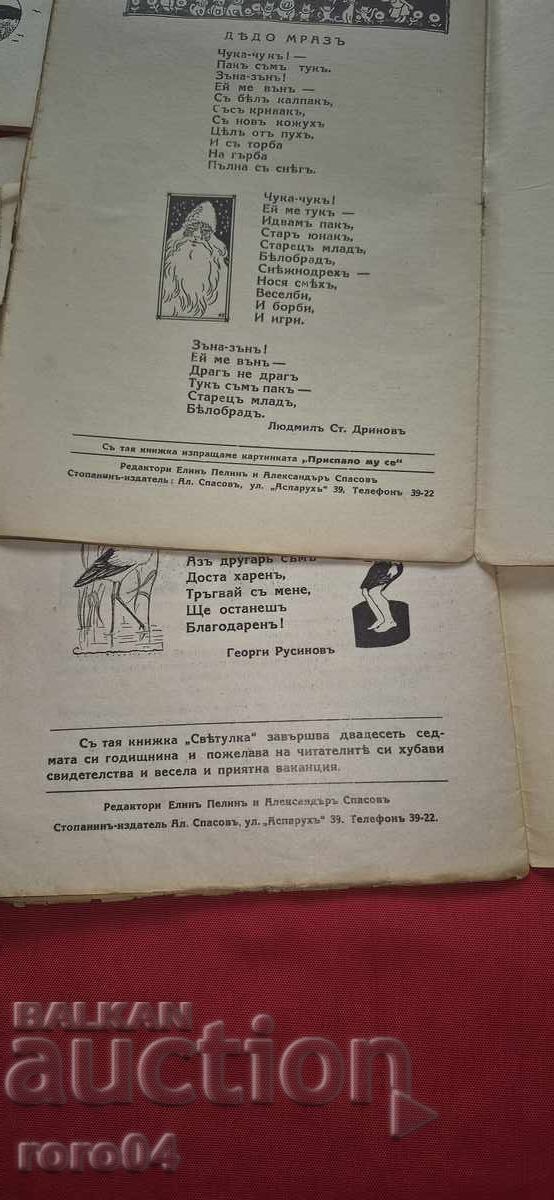 ДѢДО МРАЗЪ
Чука-чукъ! —
Пакъ съмъ тукъ.
Зъна-зънъ!
Ей ме вънъ —
Съ бѣлъ калпакъ,
Със кривакъ,
Съ новъ кожухъ
Цѣлъ отъ пухъ,
И съ торба
На гърба
Пълна съ снѣгъ.
Чука-чукъ!
Ей ме тукъ —
Идвамъ пакъ,
Старъ юнакъ,
Старецъ младъ,
Бѣлобрадъ,
Снѣжнодрехъ —
Нося смѣхъ,
Веселби,
И борби,
И игри.
Зъна-зънъ!
Ей ме вънъ —
Драгъ не драгъ
Тукъ съмъ пакъ —
Старецъ младъ,
Бѣлобрадъ.
Людмилъ Ст. Дриновъ
Съ тая книжка изпращаме картинката „Приспало му се“
Редактори Елинъ Пелинъ и Александъръ Спасовъ
Стопанинъ-издатель: Ал. Спасовъ, ул. „Аспарухъ“ 39. Телефонъ 39-22
Азъ другарь съмъ
Доста харенъ,
Тръгвай съ мене,
Ще останешъ
Благодаренъ!
Георги Русиновъ
Съ тая книжка „Свѣтулка“ завършва двадесеть сед-
мата си годишнина и пожелава на читателитѣ си хубави
свидетелства и весела и приятна ваканция.
Редактори Елинъ Пелинъ и Александъръ Спасовъ
Стопанинъ-издатель Ал. Спасовъ, ул. „Аспарухъ“ 39. Телефонъ 39-22.
BALKAN
auction
roro04